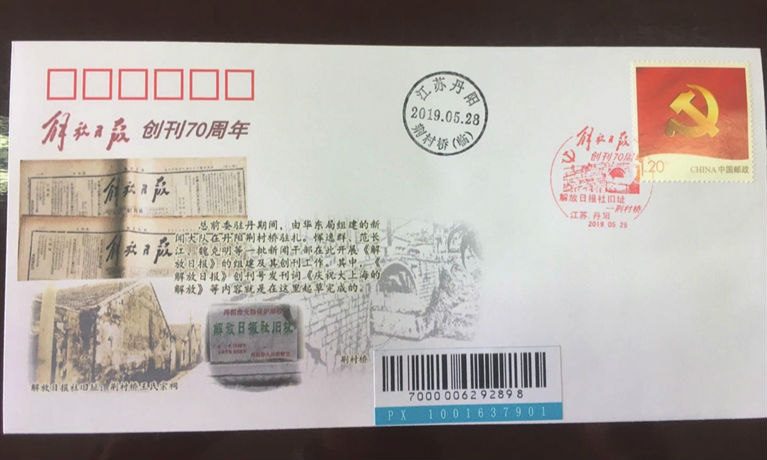 解放日报 创刊70周年
解放日报
解放日报
总前委驻丹期间，由华东局组建的新
闻大队在丹阳荆村桥驻扎。恽逸群、范长
江、魏克明等一批新闻干部在此开展《解
放日报》的组建及其创刊工作。其中，《
解放日报》创刊号发刊词《庆祝大上海的
解放》等内容就是在这里起草完成的。
解放日报社旧址
荆村桥
解放日报社旧址：荆村桥王氏宗祠
江苏丹阳
2019.05.28
荆村桥(临)
解放日报
创刊70周
解放日报社旧址
—荆村桥
江苏.丹阳
2019.05.28
1.20
CHINA 中国邮政
7000006292898
PX 1001637901